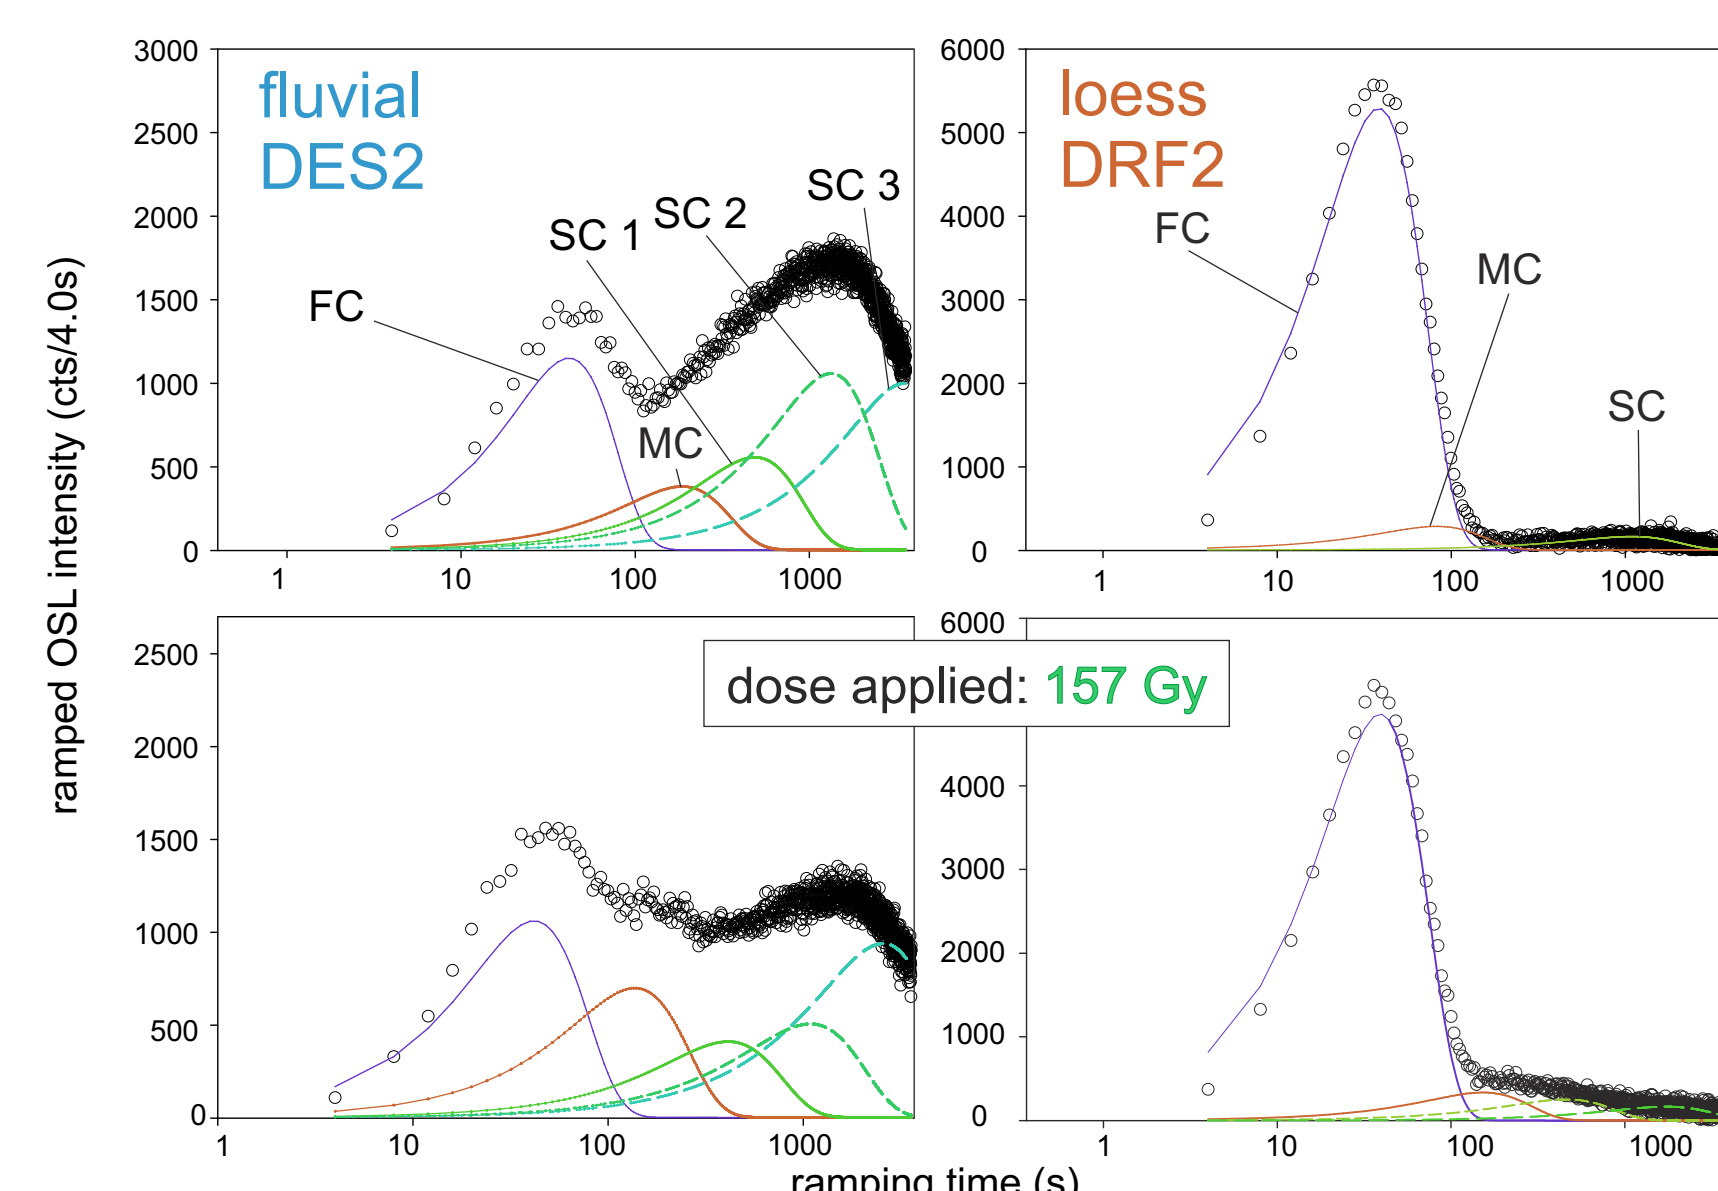 ramped OSL intensity (cts/4.0s)
3000
2500
2000
1500
1000
500
0
fluvial
DES2
FC
SC 1
SC 2
SC 3
MC
1 10 100 1000
6000
5000
4000
3000
2000
1000
0
loess
DRF2
FC
MC
SC
1 10 100 1000
dose applied: 157 Gy
2500
2000
1500
1000
500
0
1 10 100 1000
6000
4000
3000
2000
1000
0
1 10 100 1000
ramping time (s)